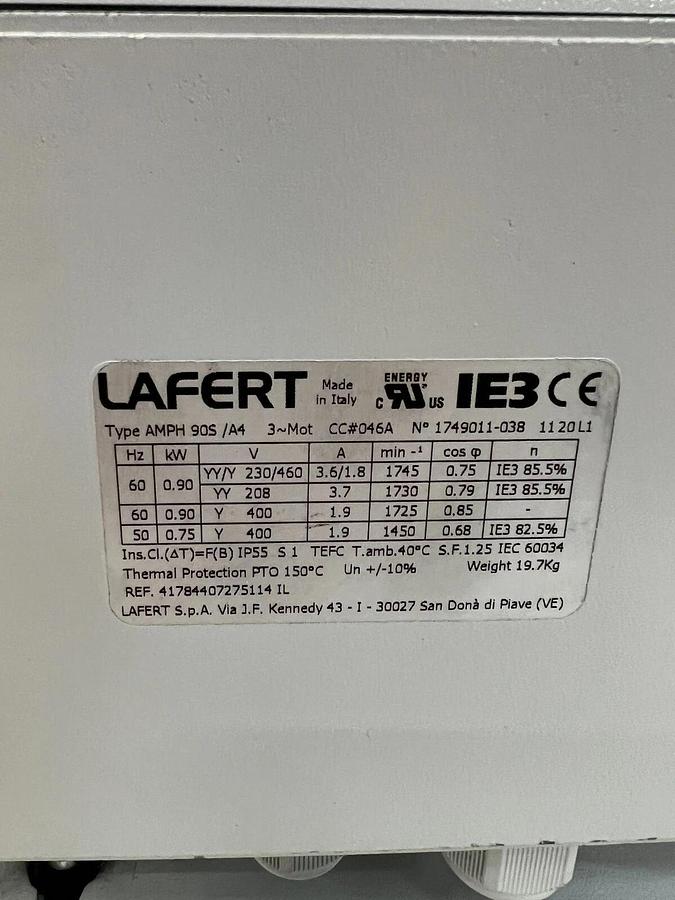 LAFERT Made in Italy ENERGY c RU US IE3 CE
Type AMPH 90S /A4 3~Mot CC#046A N° 1749011-038 11 20 L1
Hz kW V A min -¹ cos φ n
60 0.90 YY/Y 230/460 3.6/1.8 1745 0.75 IE3 85.5%
YY 208 3.7 1730 0.79 IE3 85.5%
60 0.90 Y 400 1.9 1725 0.85 -
50 0.75 Y 400 1.9 1450 0.68 IE3 82.5%
Ins.Cl.(ΔT)=F(B) IP55 S 1 TEFC T.amb.40°C S.F.1.25 IEC 60034
Thermal Protection PTO 150°C Un +/-10% Weight 19.7Kg
REF. 41784407275114 IL
LAFERT S.p.A. Via J.F. Kennedy 43 - I - 30027 San Donà di Piave (VE)